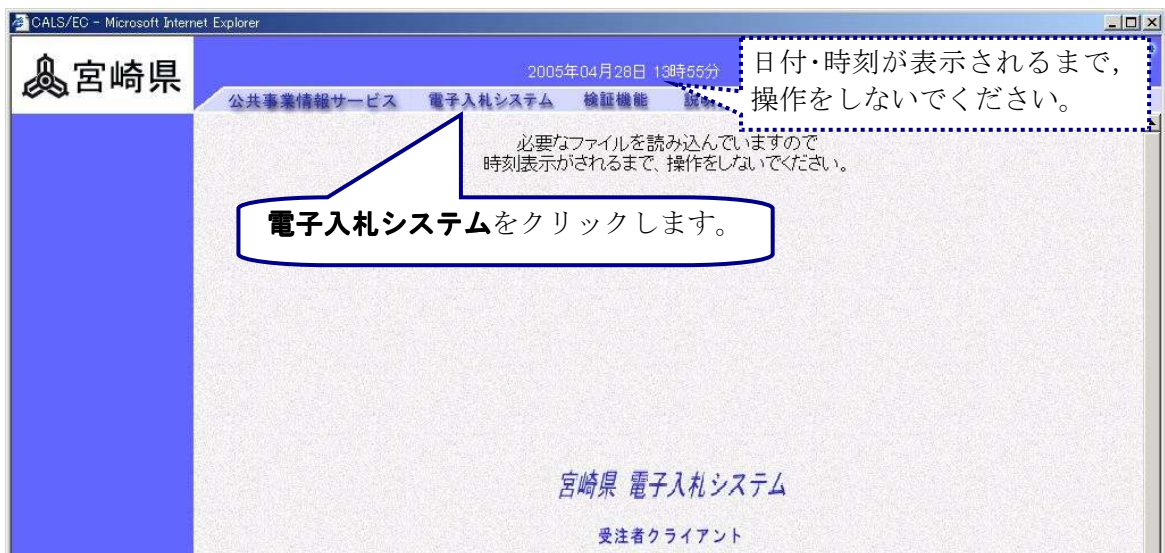 CALS/EC - Microsoft Internet Explorer
宮崎県
2005年04月28日 13時55分
日付・時刻が表示されるまで,
操作をしないでください。
公共事業情報サービス 電子入札システム 検証機能
必要なファイルを読み込んでいますので
時刻表示がされるまで、操作をしないでください。
電子入札システムをクリックします。
宮崎県 電子入札システム
受注者クライアント